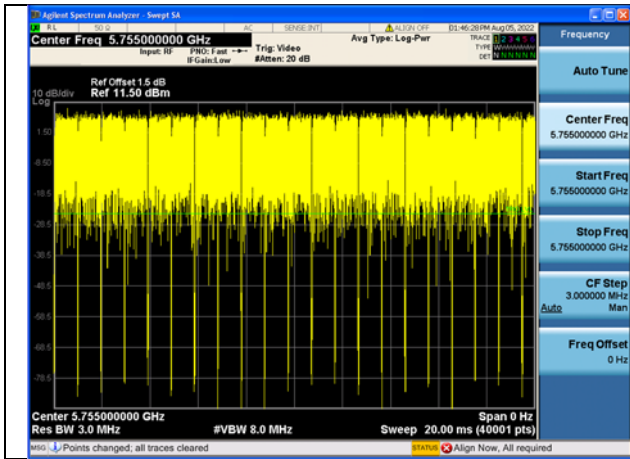 Agilent Spectrum Analyzer - Swept SA
RL 50 Ω AC SENSE:INT ALIGN OFF 01:46:28 PM Aug 05, 2022
Center Freq 5.755000000 GHz
Input: RF PNO: Fast Trig: Video Avg Type: Log-Pwr TRACE 1 2 3 4 5 6
IFGain:Low #Atten: 20 dB TYPE
DET N N N N N N
Ref Offset 1.5 dB
10 dB/div Ref 11.50 dBm
Log
1.50
-8.50
-18.5
-28.5
-38.5
-48.5
-58.5
-68.5
-78.5
Center 5.755000000 GHz Span 0 Hz
Res BW 3.0 MHz #VBW 8.0 MHz Sweep 20.00 ms (40001 pts)
MSG Points changed; all traces cleared STATUS Align Now, All required
Frequency
Auto Tune
Center Freq
5.755000000 GHz
Start Freq
5.755000000 GHz
Stop Freq
5.755000000 GHz
CF Step
3.000000 MHz
Auto Man
Freq Offset
0 Hz